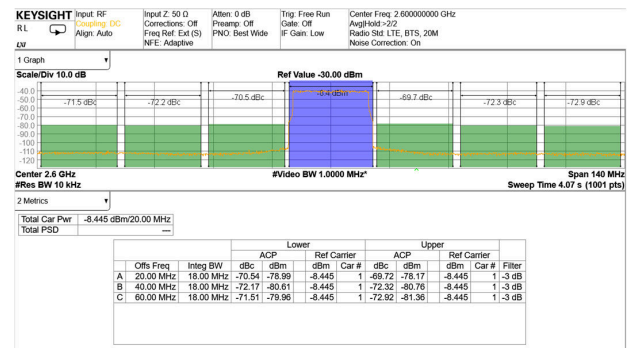 KEYSIGHT Input: RF Input Z: 50 Ω Atten: 0 dB Trig: Free Run Center Freq: 2.600000000 GHz
RL Coupling: DC Corrections: Off Preamp: Off Gate: Off Avg|Hold:>2/2
Align: Auto Freq Ref: Ext (S) PNO: Best Wide IF Gain: Low Radio Std: LTE, BTS, 20M
LXI NFE: Adaptive Noise Correction: On
1 Graph
Scale/Div 10.0 dB Ref Value -30.00 dBm
-40.0
-50.0
-60.0
-70.0
-80.0
-90.0
-100
-110
-120
-71.5 dBc -72.2 dBc -70.5 dBc -8.4 dBm -69.7 dBc -72.3 dBc -72.9 dBc
Center 2.6 GHz #Video BW 1.0000 MHz* Span 140 MHz
#Res BW 10 kHz Sweep Time 4.07 s (1001 pts)
2 Metrics
Total Car Pwr -8.445 dBm/20.00 MHz
Total PSD ---
Lower Upper
ACP Ref Carrier ACP Ref Carrier
Offs Freq Integ BW dBc dBm dBm Car # dBc dBm dBm Car # Filter
A 20.00 MHz 18.00 MHz -70.54 -78.99 -8.445 1 -69.72 -78.17 -8.445 1 -3 dB
B 40.00 MHz 18.00 MHz -72.17 -80.61 -8.445 1 -72.32 -80.76 -8.445 1 -3 dB
C 60.00 MHz 18.00 MHz -71.51 -79.96 -8.445 1 -72.92 -81.36 -8.445 1 -3 dB